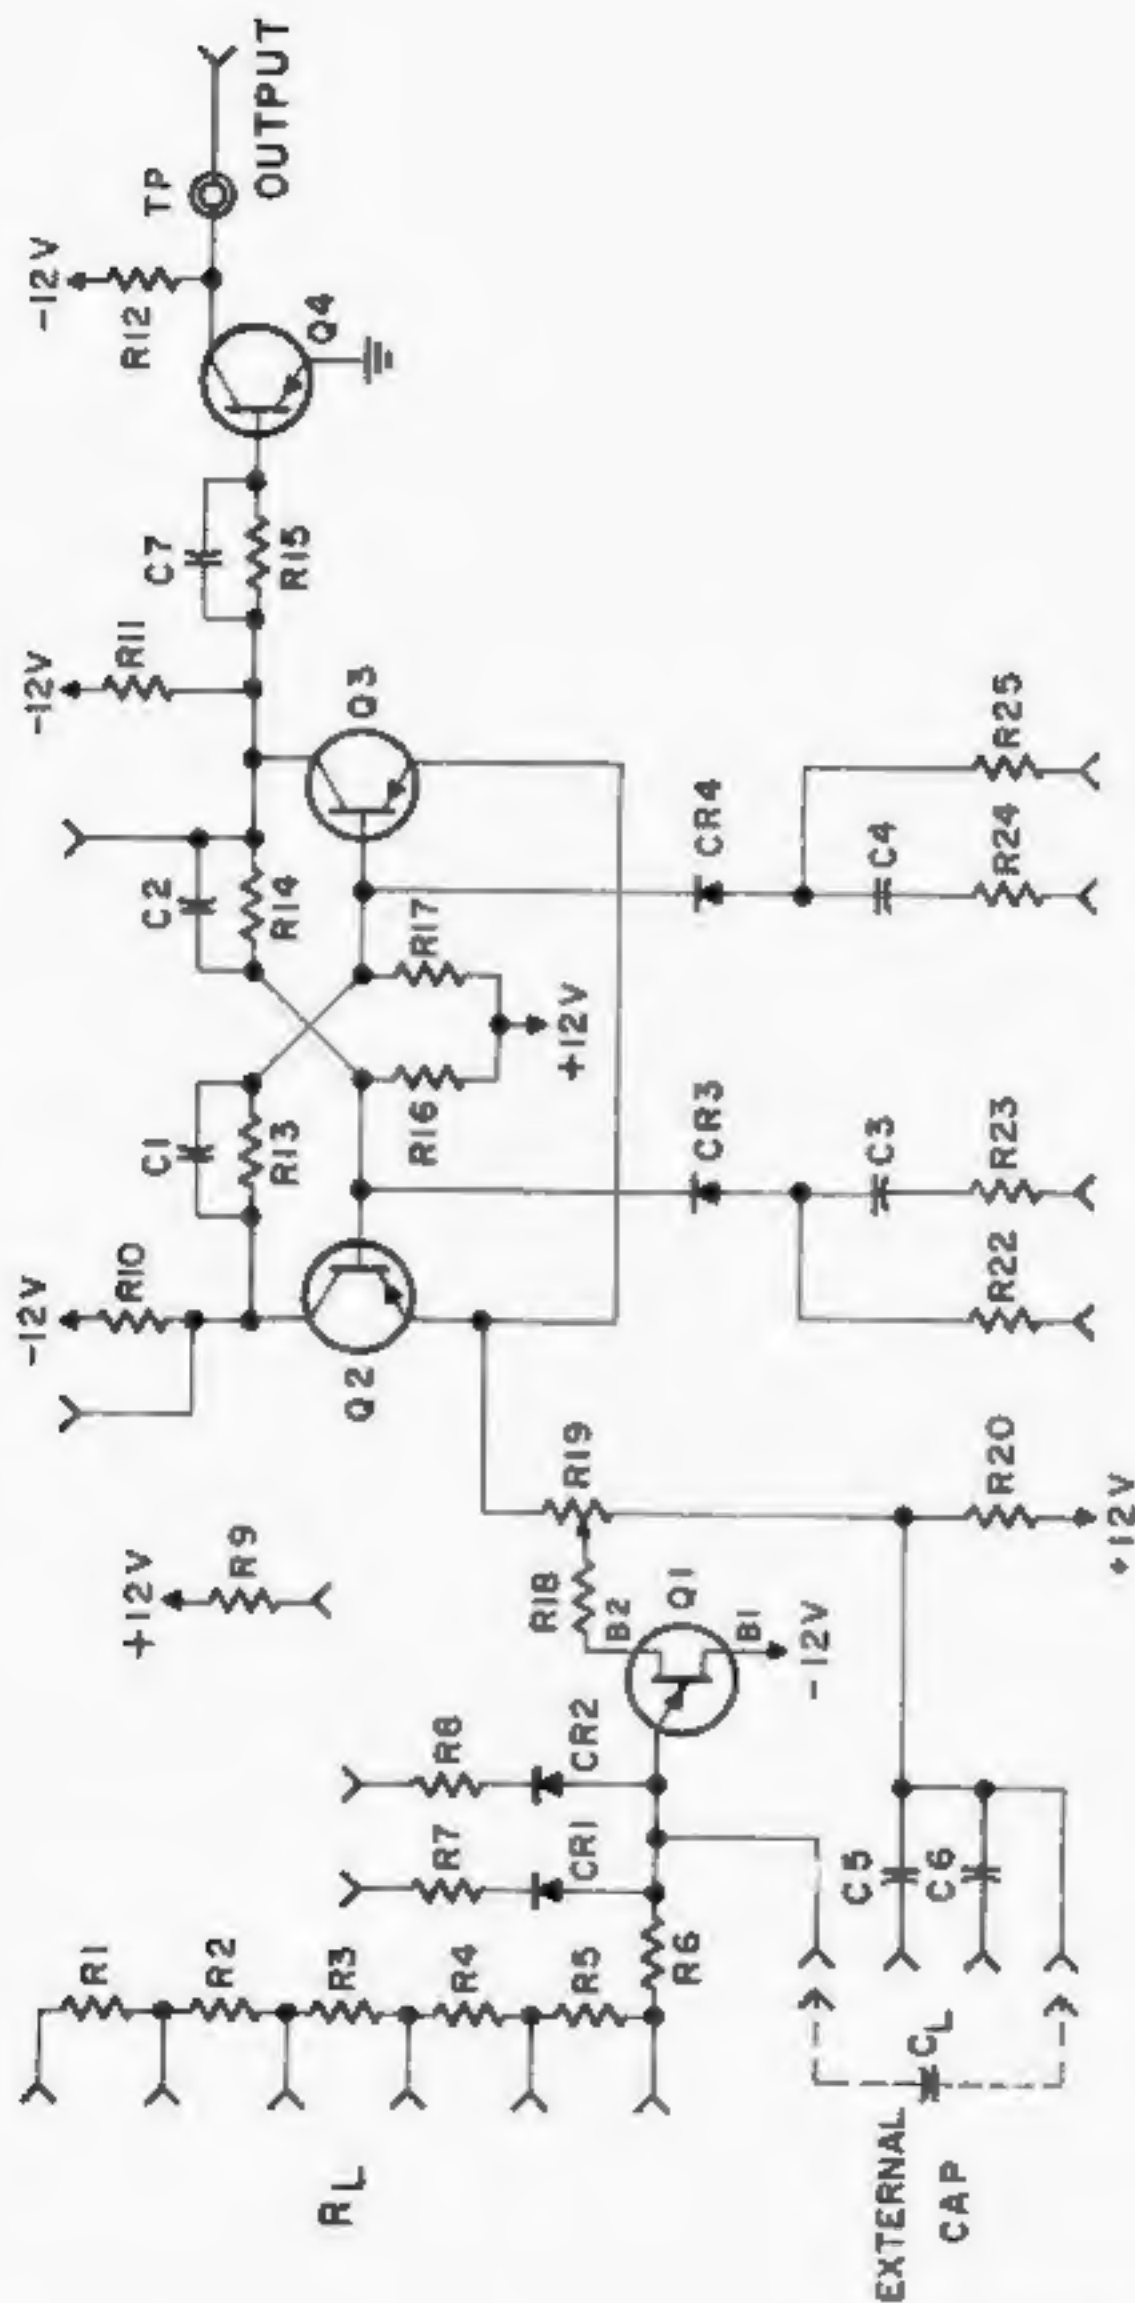 -12V
-12V
-12V
+12V
R12
TP
OUTPUT
R11
C7
R15
Q4
C2
R14
Q3
C1
R13
R10
Q2
R17
R16
+12V
R9
R8
R7
CR2
CR1
R18
R19
B2
Q1
B1
-12V
CR3
CR4
C3
C4
R22
R23
R24
R25
R20
+12V
R1
R2
R3
R4
R5
R6
RL
C5
C6
CL
EXTERNAL
CAP